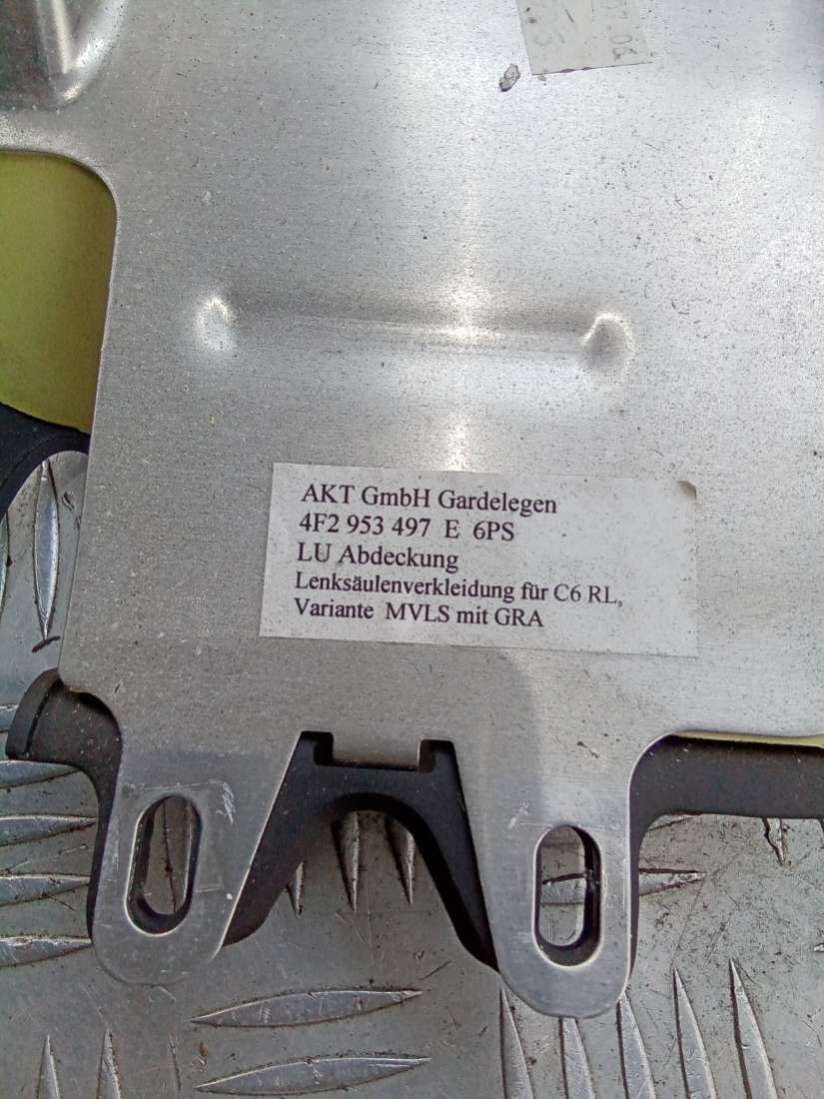 AKT GmbH Gardelegen
4F2 953 497 E 6PS
LU Abdeckung
Lenksäulenverkleidung für C6 RL,
Variante MVLS mit GRA